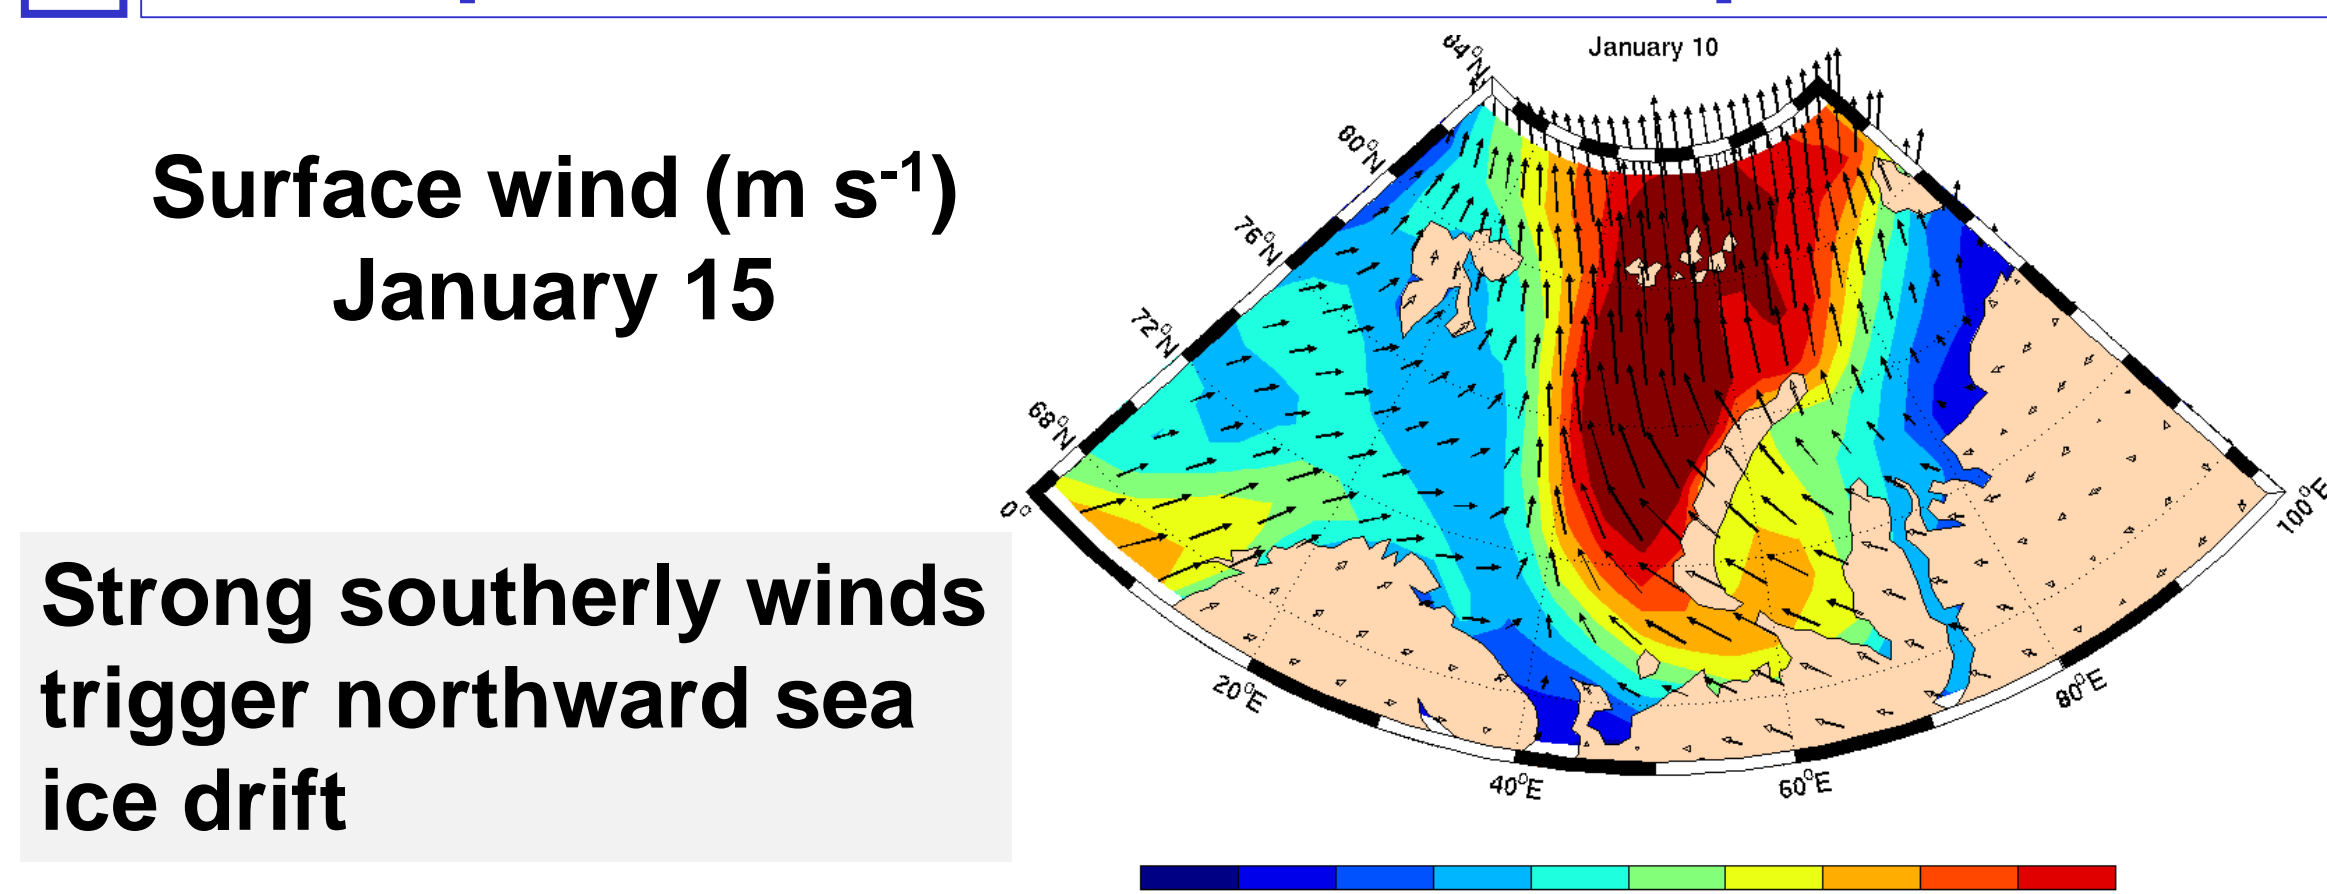 Surface wind (m s-1)
January 15
Strong southerly winds
trigger northward sea
ice drift
January 10
84°N
80°N
76°N
72°N
68°N
0°
20°E
40°E
60°E
80°E
100°E